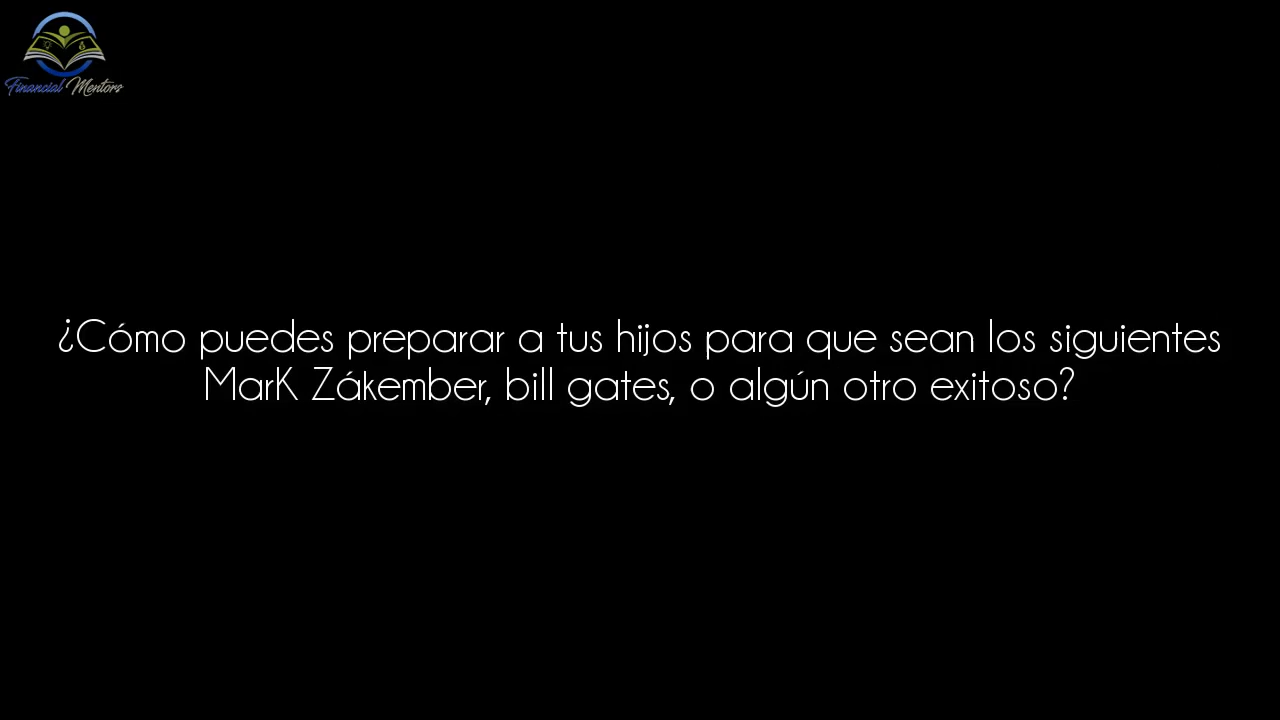 Financial Mentors
¿Cómo puedes preparar a tus hijos para que sean los siguientes
MarK Zákember, bill gates, o algún otro exitoso?